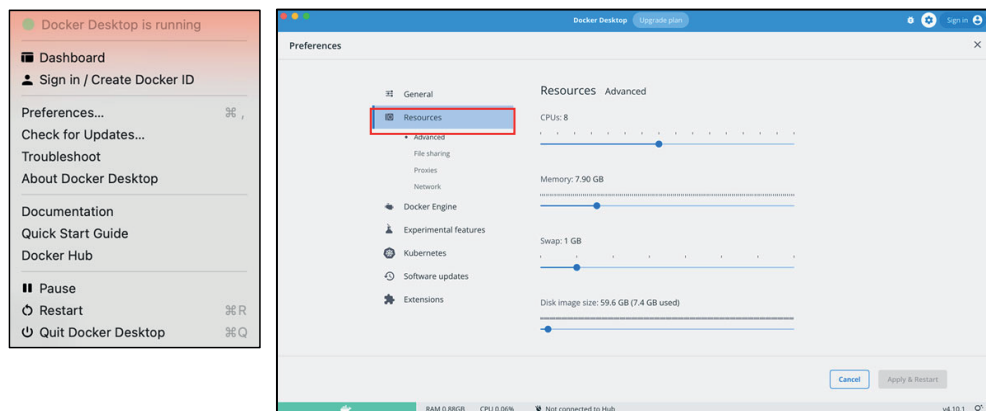 Docker Desktop is running
Dashboard
Sign in / Create Docker ID
Preferences... ⌘ ,
Check for Updates...
Troubleshoot
About Docker Desktop
Documentation
Quick Start Guide
Docker Hub
Pause
Restart ⌘R
Quit Docker Desktop ⌘Q
Docker Desktop Upgrade plan Sign in
Preferences
General
Resources
Advanced
File sharing
Proxies
Network
Docker Engine
Experimental features
Kubernetes
Software updates
Extensions
Resources Advanced
CPUs: 8
Memory: 7.90 GB
Swap: 1 GB
Disk image size: 59.6 GB (7.4 GB used)
Cancel Apply & Restart
RAM 0.88GB CPU 0.06% Not connected to Hub v4.10.1